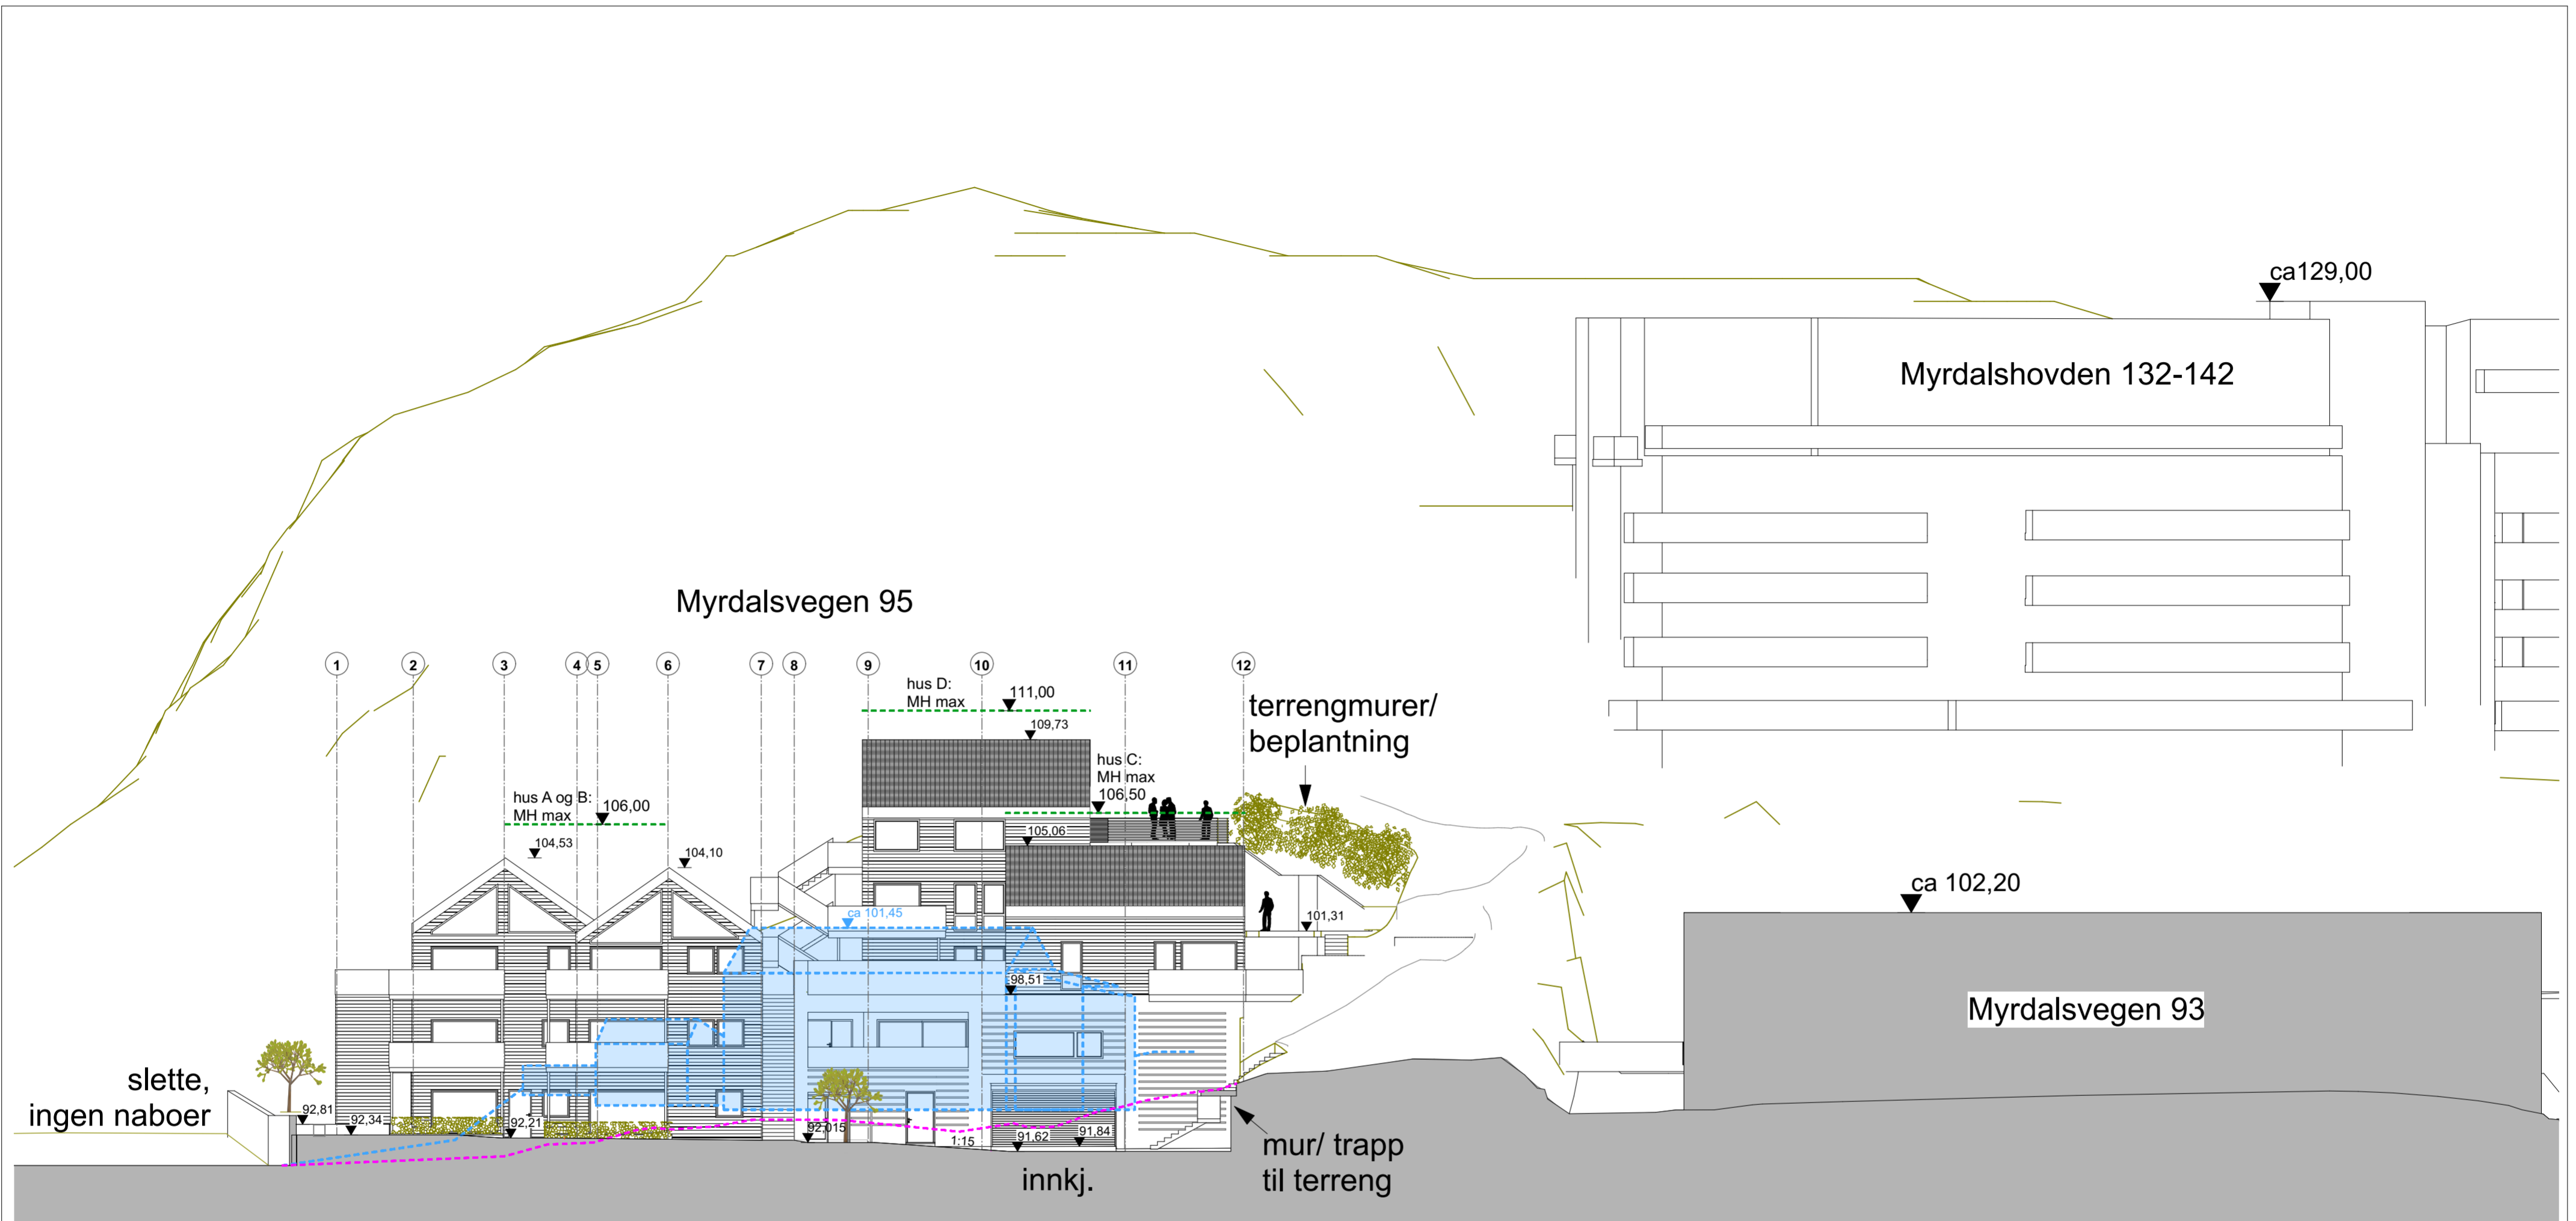 ca129,00
Myrdalshovden 132-142
Myrdalsvegen 95
1
2
3
4
5
6
7
8
9
10
11
12
hus D:
MH max
111,00
109,73
terrengmurer/
beplantning
hus C:
MH max
106,50
hus A og B:
MH max
106,00
105,06
104,53
104,10
ca 101,45
101,31
ca 102,20
98,51
Myrdalsvegen 93
slette,
ingen naboer
92,81
92,34
92,21
92,015
1:15
91,62
91,84
innkj.
mur/ trapp
til terreng